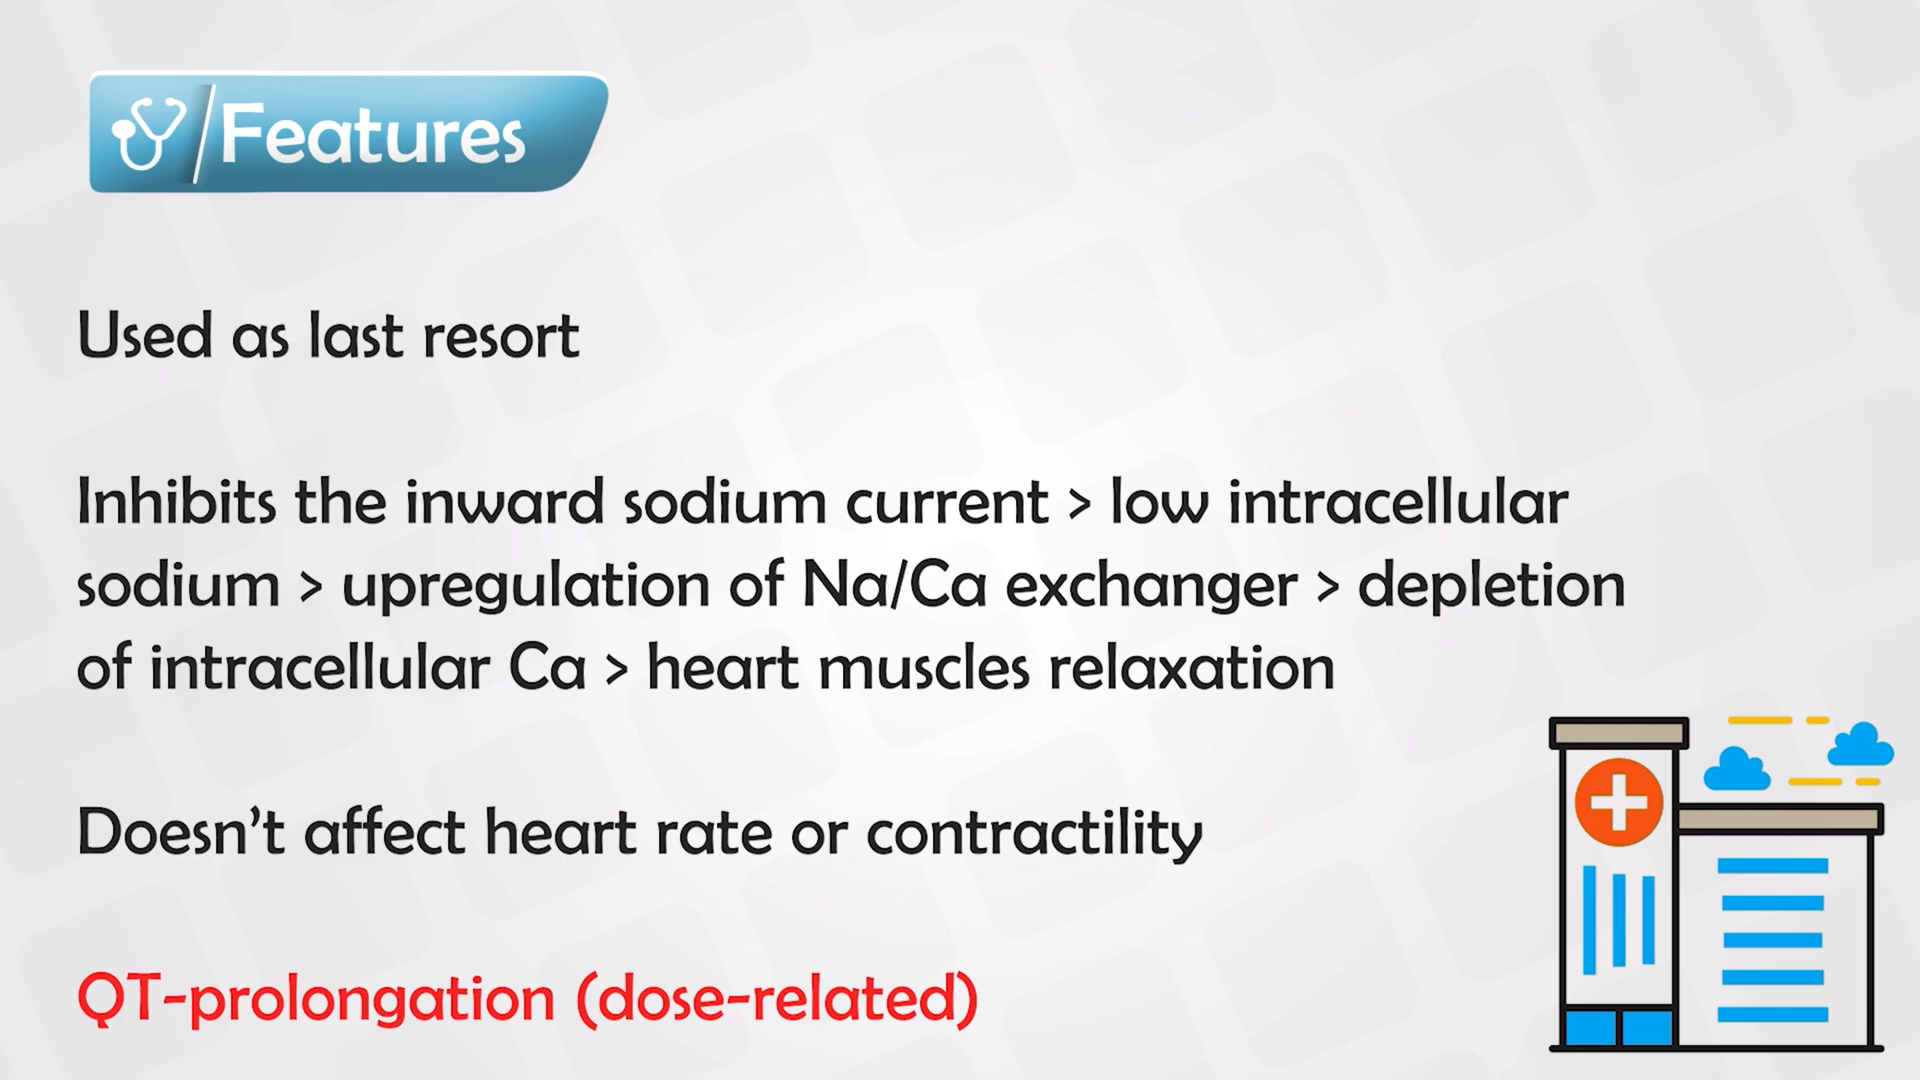 Features
Used as last resort
Inhibits the inward sodium current > low intracellular
sodium > upregulation of Na/Ca exchanger > depletion
of intracellular Ca > heart muscles relaxation
Doesn’t affect heart rate or contractility
QT-prolongation (dose-related)